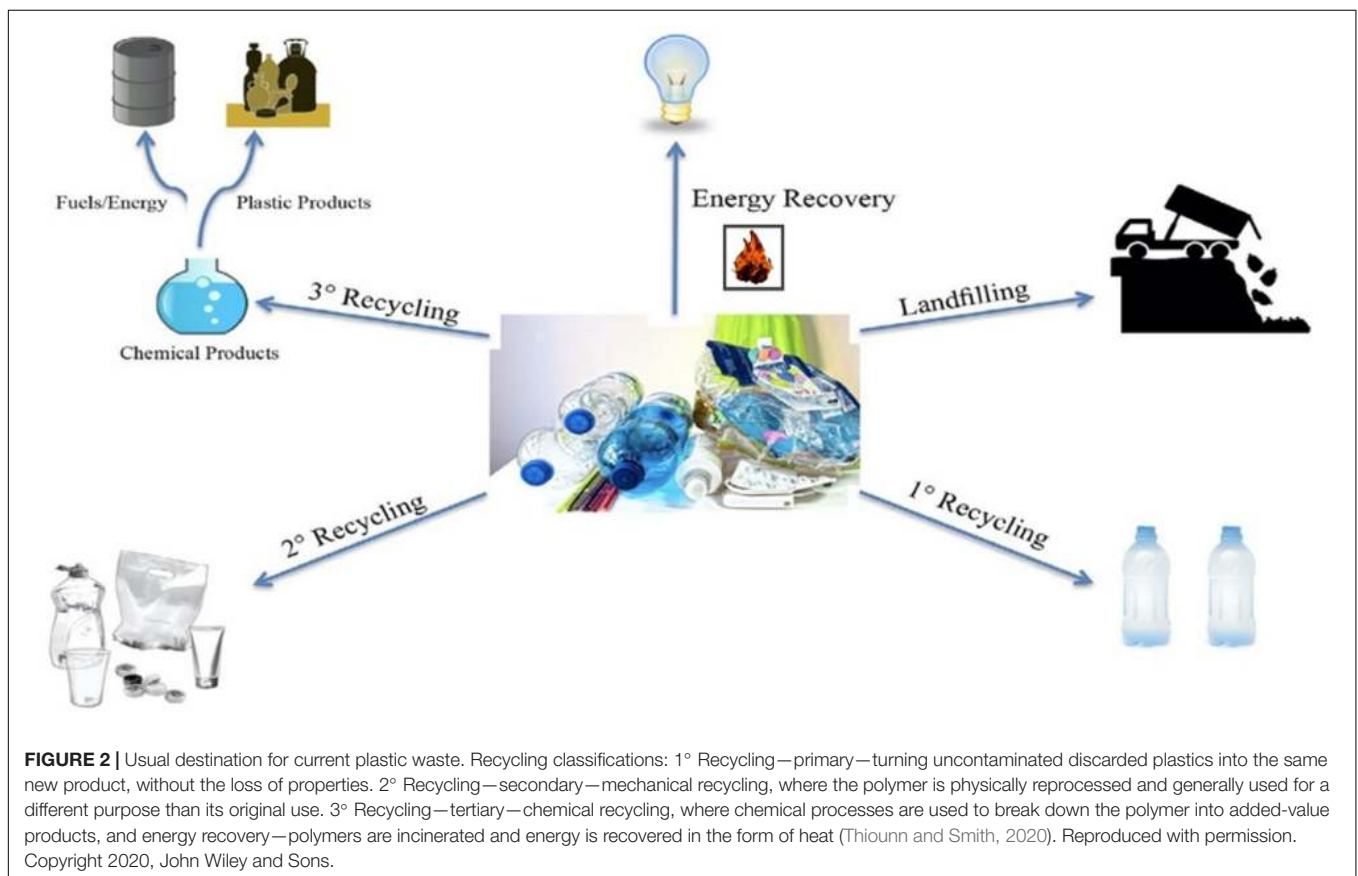 Fuels/Energy
Plastic Products
Energy Recovery
3° Recycling
Landfilling
Chemical Products
2° Recycling
1° Recycling
FIGURE 2 | Usual destination for current plastic waste. Recycling classifications: 1° Recycling—primary—turning uncontaminated discarded plastics into the same
new product, without the loss of properties. 2° Recycling—secondary—mechanical recycling, where the polymer is physically reprocessed and generally used for a
different purpose than its original use. 3° Recycling—tertiary—chemical recycling, where chemical processes are used to break down the polymer into added-value
products, and energy recovery—polymers are incinerated and energy is recovered in the form of heat (Thiounn and Smith, 2020). Reproduced with permission.
Copyright 2020, John Wiley and Sons.